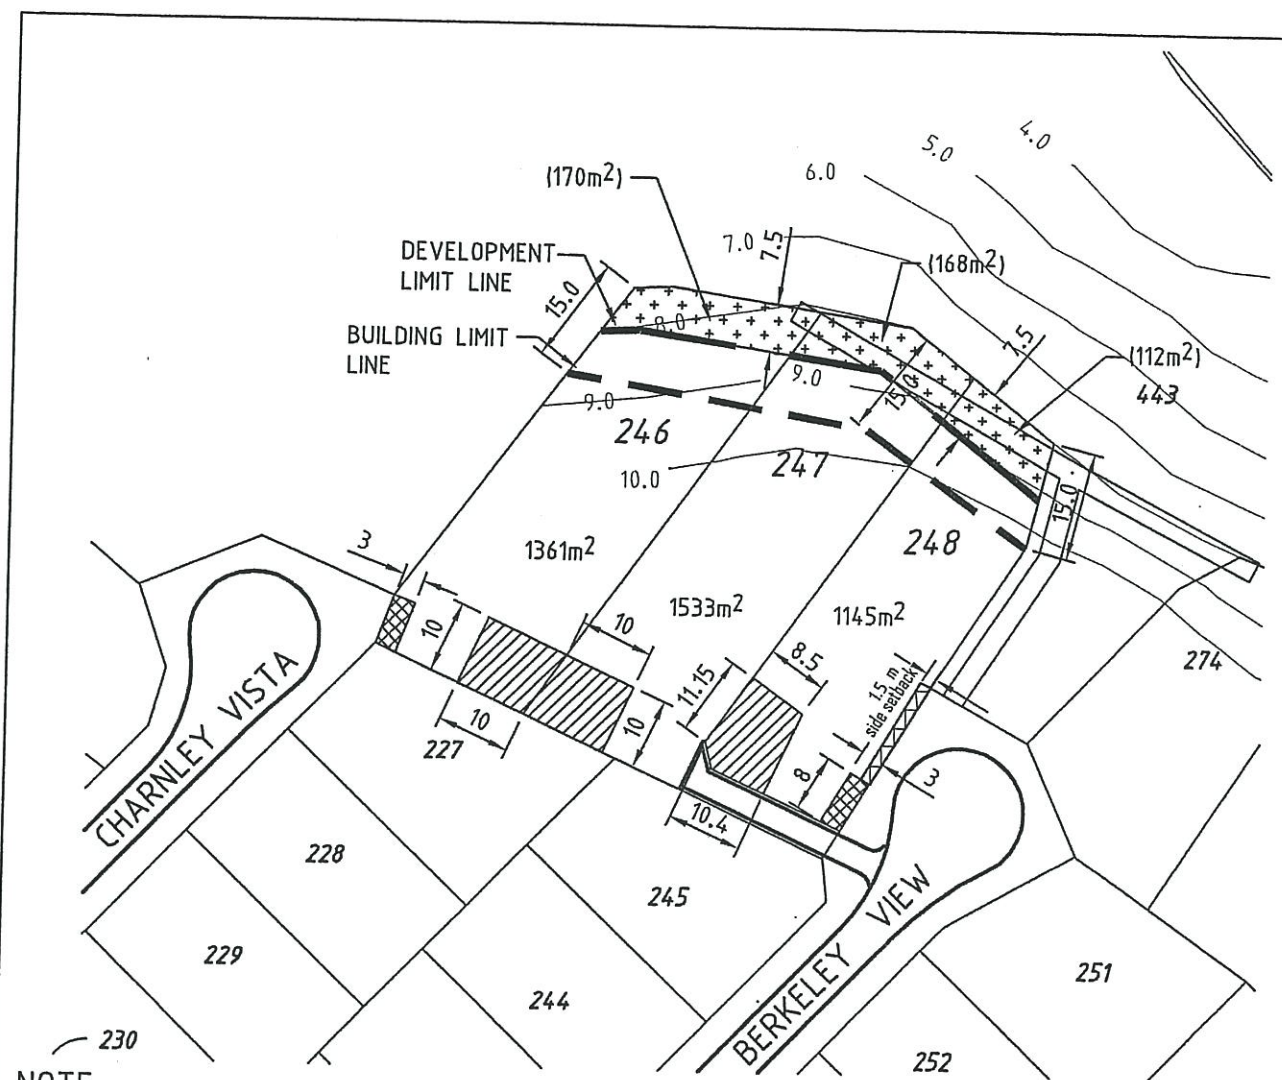 4.0
5.0
6.0
(170m²)
7.0
7.5
DEVELOPMENT
LIMIT LINE
(168m²)
15.0
8.0
BUILDING LIMIT
LINE
7.5
(112m²)
443
9.0
15.0
9.0
246
247
10.0
15.0
248
1361m²
3
1533m²
1145m²
10
10
8.5
274
11.15
1.5 m
side setback
CHARNLEY VISTA
10
227
10
8
3
10.4
228
245
BERKELEY VIEW
229
244
251
230
252
NOTE